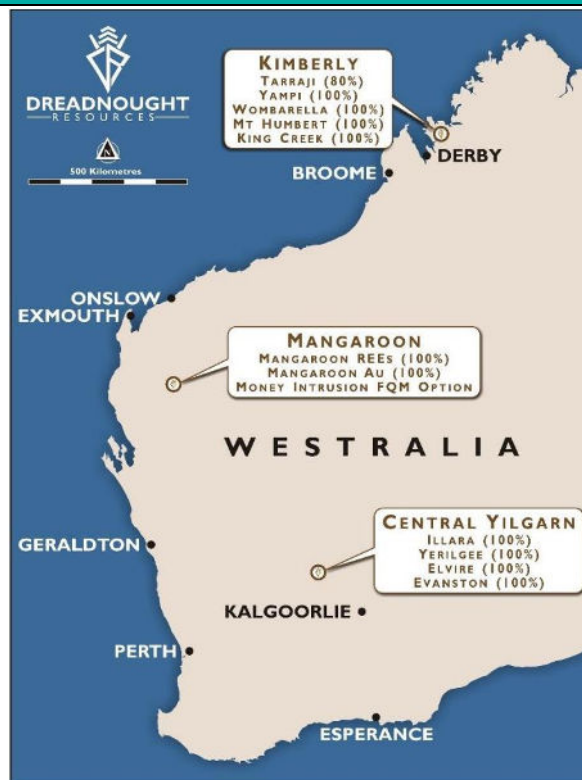 DREADNOUGHT
RESOURCES
N
500 KILOMETRES
KIMBERLY
TARRAJI (80%)
YAMPI (100%)
WOMBARELLA (100%)
MT HUMBERT (100%)
KING CREEK (100%)
DERBY
BROOME
ONSLOW
EXMOUTH
MANGAROON
MANGAROON REES (100%)
MANGAROON AU (100%)
MONEY INTRUSION FQM OPTION
WESTRALIA
CENTRAL YILGARN
ILLARA (100%)
YERILGEE (100%)
ELVIRE (100%)
EVANSTON (100%)
GERALDTON
KALGOORLIE
PERTH
ESPERANCE